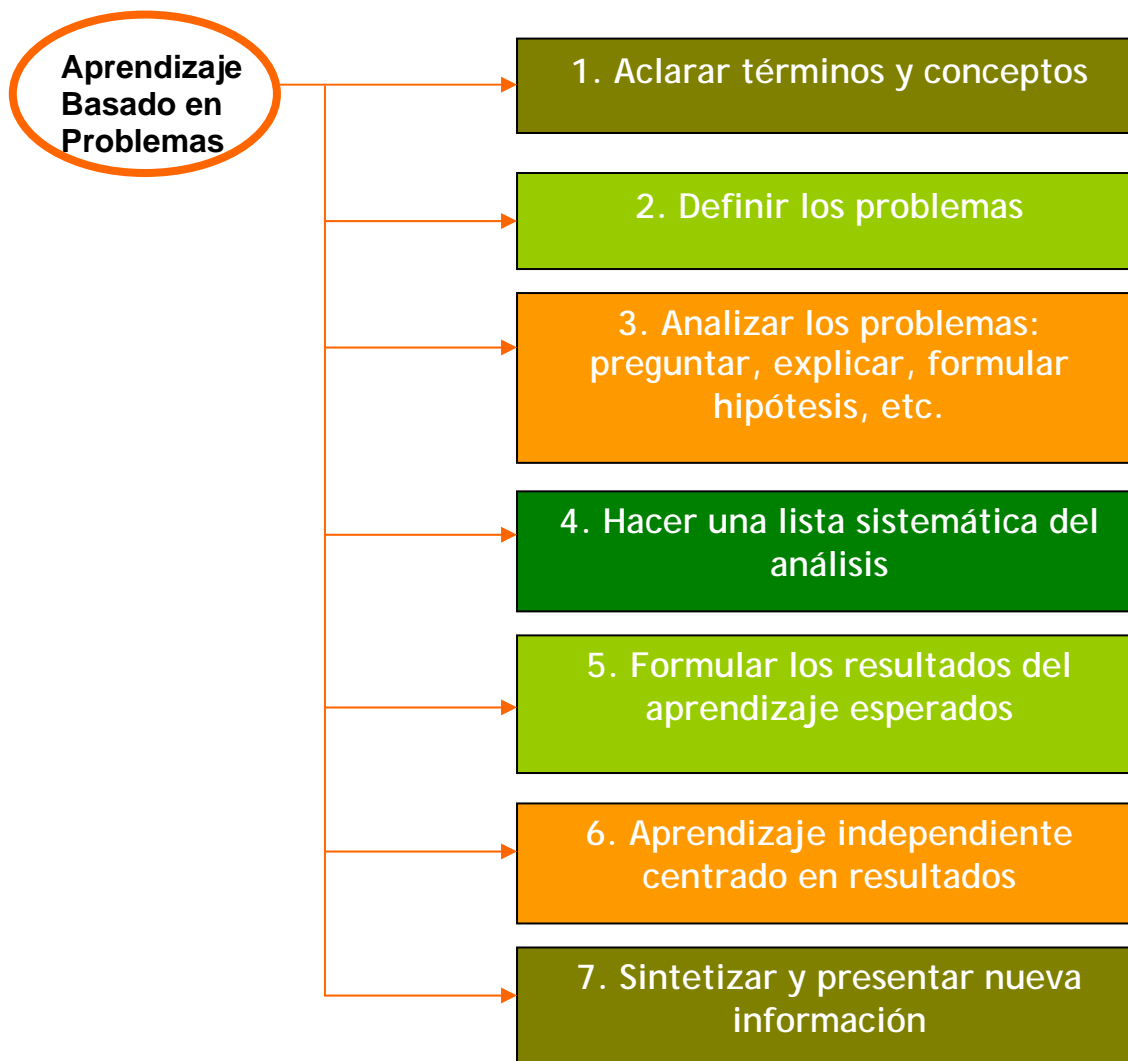 Aprendizaje
Basado en
Problemas
1. Aclarar términos y conceptos
2. Definir los problemas
3. Analizar los problemas:
preguntar, explicar, formular
hipótesis, etc.
4. Hacer una lista sistemática del
análisis
5. Formular los resultados del
aprendizaje esperados
6. Aprendizaje independiente
centrado en resultados
7. Sintetizar y presentar nueva
información